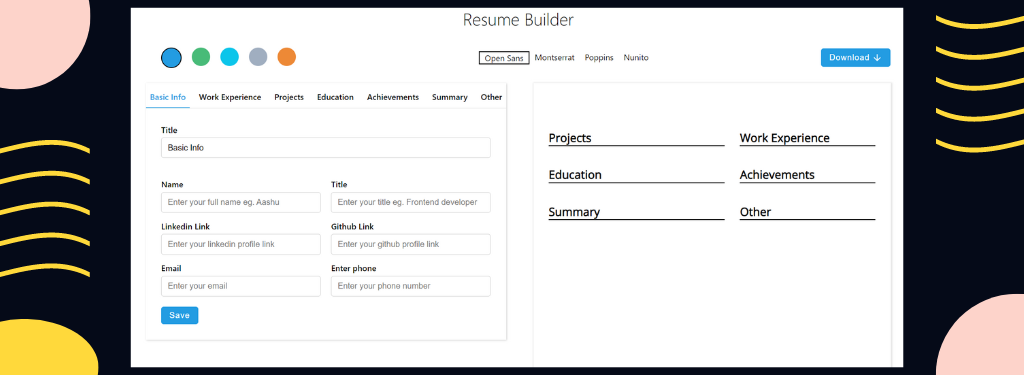 Resume Builder
Open Sans Montserrat Poppins Nunito
Download ↓
Basic Info Work Experience Projects Education Achievements Summary Other
Title
Basic Info
Name Title
Enter your full name eg. Aashu Enter your title eg. Frontend developer
Linkedin Link Github Link
Enter your linkedin profile link Enter your github profile link
Email Enter phone
Enter your email Enter your phone number
Save
Projects Work Experience
Education Achievements
Summary Other